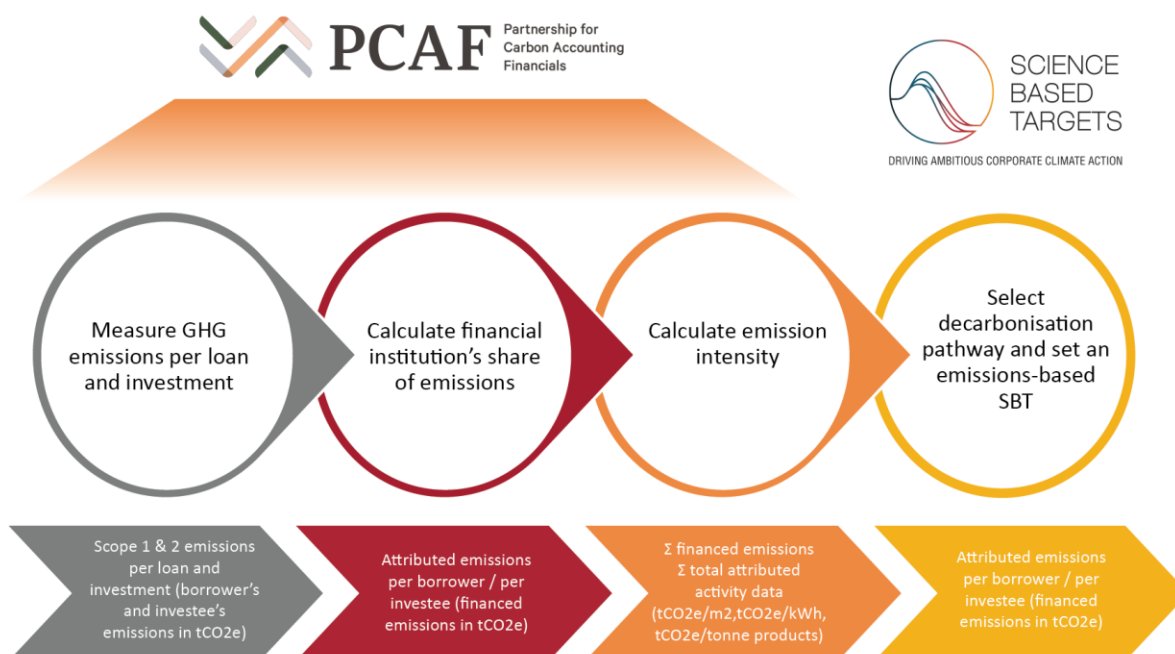 PCAF
Partnership for
Carbon Accounting
Financials
SCIENCE
BASED
TARGETS
DRIVING AMBITIOUS CORPORATE CLIMATE ACTION
Measure GHG
emissions per loan
and investment
Calculate financial
institution's share
of emissions
Calculate emission
intensity
Select
decarbonisation
pathway and set an
emissions-based
SBT
Scope 1 & 2 emissions
per loan and
investment (borrower's
and investee's
emissions in tCO2e)
Attributed emissions
per borrower / per
investee (financed
emissions in tCO2e)
Σ financed emissions
Σ total attributed
activity data
(tCO2e/m2,tCO2e/kWh,
tCO2e/tonne products)
Attributed emissions
per borrower / per
investee (financed
emissions in tCO2e)